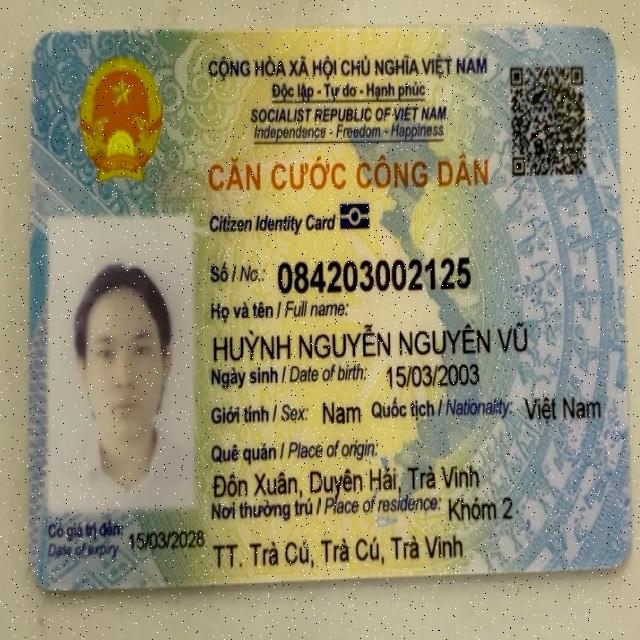 CỘNG HÒA XÃ HỘI CHỦ NGHĨA VIỆT NAM
Độc lập - Tự do - Hạnh phúc
SOCIALIST REPUBLIC OF VIET NAM
Independence - Freedom - Happiness
CĂN CƯỚC CÔNG DÂN
Citizen Identity Card
Số / No.: 084203002125
Họ và tên / Full name:
HUỲNH NGUYỄN NGUYÊN VŨ
Ngày sinh / Date of birth: 15/03/2003
Giới tính / Sex: Nam Quốc tịch / Nationality: Việt Nam
Quê quán / Place of origin:
Đôn Xuân, Duyên Hải, Trà Vinh
Nơi thường trú / Place of residence: Khóm 2
TT. Trà Cú, Trà Cú, Trà Vinh
Có giá trị đến: 15/03/2028
Date of expiry